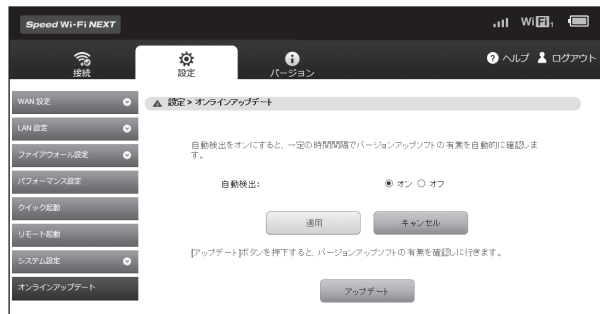 Speed Wi-Fi NEXT
WiFi 1
接続
設定
バージョン
ヘルプ
ログアウト
WAN 設定
LAN 設定
ファイアウォール設定
パフォーマンス設定
クイック起動
リモート起動
システム設定
オンラインアップデート
設定 > オンラインアップデート
自動検出をオンにすると、一定の時間間隔でバージョンアップソフトの有無を自動的に確認しま
す。
自動検出: オン オフ
適用 キャンセル
[アップデート]ボタンを押下すると、バージョンアップソフトの有無を確認しに行きます。
アップデート